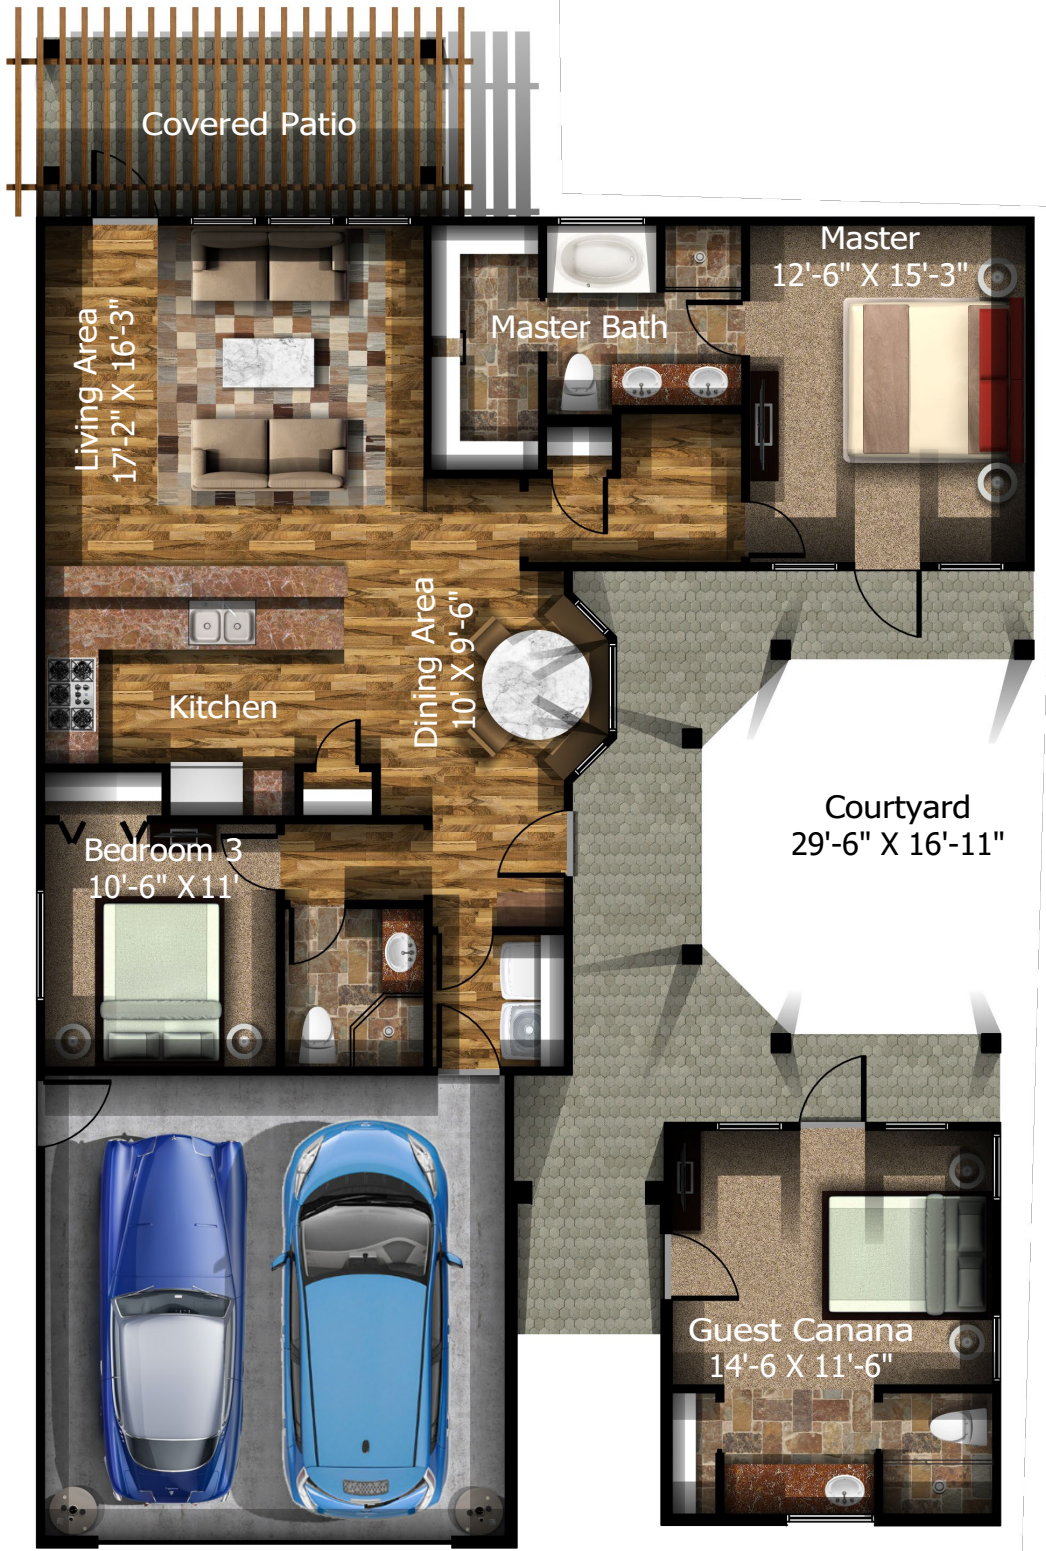 Covered Patio
Master
12'-6" X 15'-3"
Master Bath
Living Area
17'-2" X 16'-3"
Dining Area
10' X 9'-6"
Kitchen
Courtyard
29'-6" X 16'-11"
Bedroom 3
10'-6" X 11'
Guest Canana
14'-6 X 11'-6"